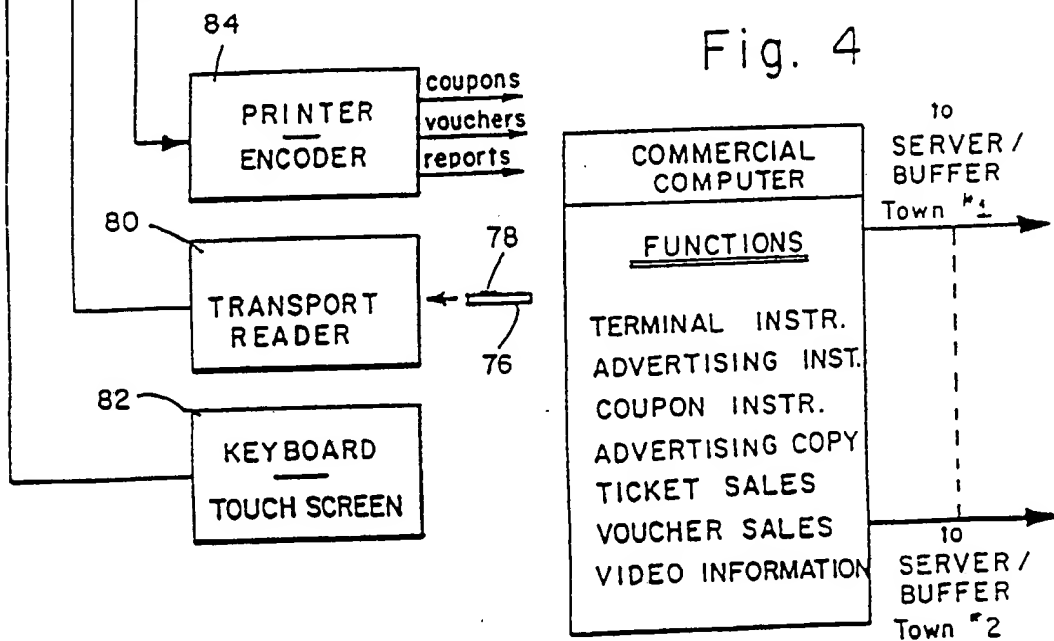 Fig. 4
84
PRINTER
ENCODER
coupons
vouchers
reports
80
TRANSPORT
READER
78
76
82
KEYBOARD
TOUCH SCREEN
COMMERCIAL
COMPUTER
FUNCTIONS
TERMINAL INSTR.
ADVERTISING INST.
COUPON INSTR.
ADVERTISING COPY
TICKET SALES
VOUCHER SALES
VIDEO INFORMATION
to
SERVER /
BUFFER
Town #1
to
SERVER /
BUFFER
Town #2